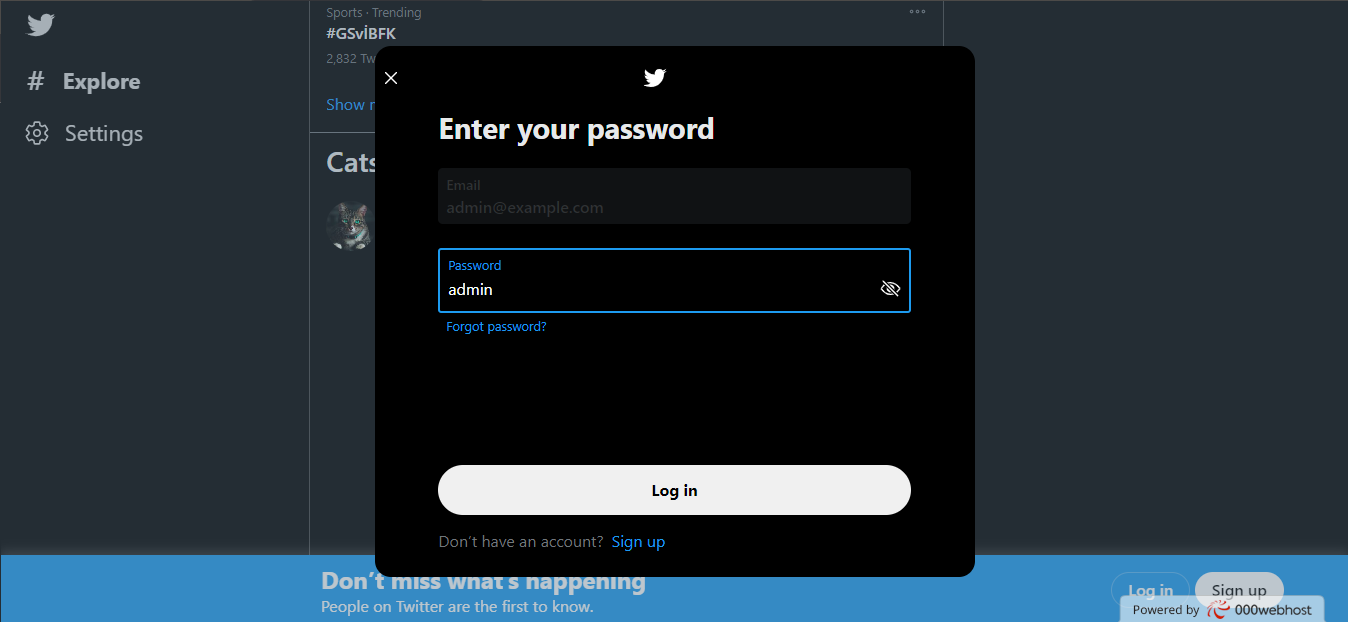 Sports · Trending
#GSviBFK
2,832 Tw
Explore
Show r
Settings
Cats
Enter your password
Email
admin@example.com
Password
admin
Forgot password?
Log in
Don't have an account? Sign up
Don't miss what's happening
People on Twitter are the first to know.
Log in
Sign up
Powered by 000webhost